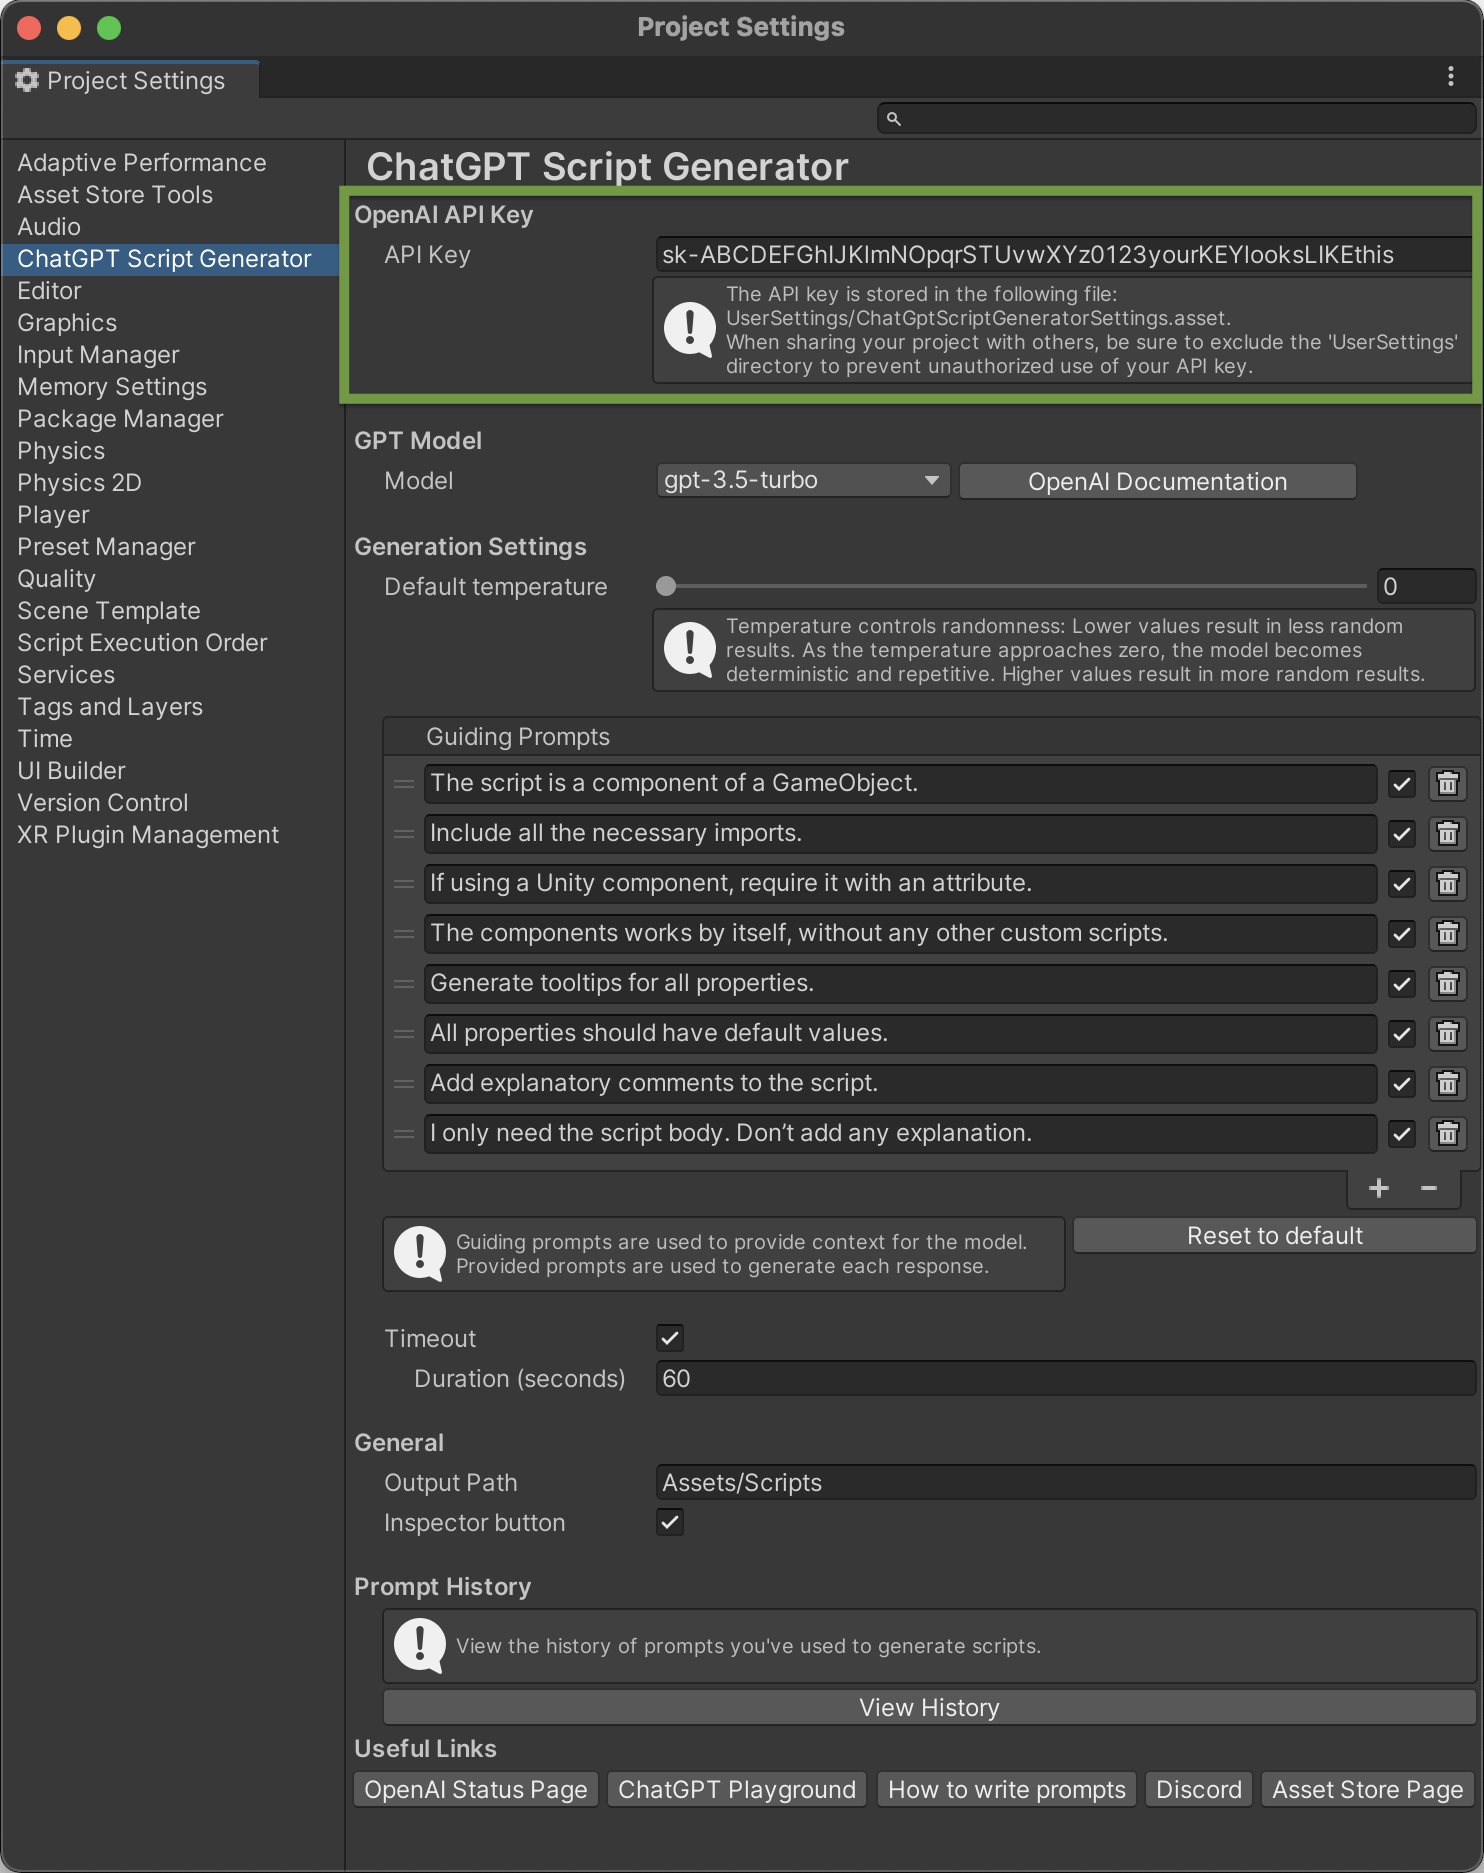 Project Settings
Project Settings
Adaptive Performance
Asset Store Tools
Audio
ChatGPT Script Generator
Editor
Graphics
Input Manager
Memory Settings
Package Manager
Physics
Physics 2D
Player
Preset Manager
Quality
Scene Template
Script Execution Order
Services
Tags and Layers
Time
UI Builder
Version Control
XR Plugin Management
ChatGPT Script Generator
OpenAI API Key
API Key sk-ABCDEFGhIJKlmNOpqrSTUvwXYz0123yourKEYlooksLIKEthis
The API key is stored in the following file:
UserSettings/ChatGptScriptGeneratorSettings.asset.
When sharing your project with others, be sure to exclude the 'UserSettings'
directory to prevent unauthorized use of your API key.
GPT Model
Model gpt-3.5-turbo OpenAI Documentation
Generation Settings
Default temperature 0
Temperature controls randomness: Lower values result in less random
results. As the temperature approaches zero, the model becomes
deterministic and repetitive. Higher values result in more random results.
Guiding Prompts
The script is a component of a GameObject.
Include all the necessary imports.
If using a Unity component, require it with an attribute.
The components works by itself, without any other custom scripts.
Generate tooltips for all properties.
All properties should have default values.
Add explanatory comments to the script.
I only need the script body. Don’t add any explanation.
+ −
Guiding prompts are used to provide context for the model.
Provided prompts are used to generate each response.
Reset to default
Timeout
Duration (seconds) 60
General
Output Path Assets/Scripts
Inspector button
Prompt History
View the history of prompts you've used to generate scripts.
View History
Useful Links
OpenAI Status Page ChatGPT Playground How to write prompts Discord Asset Store Page